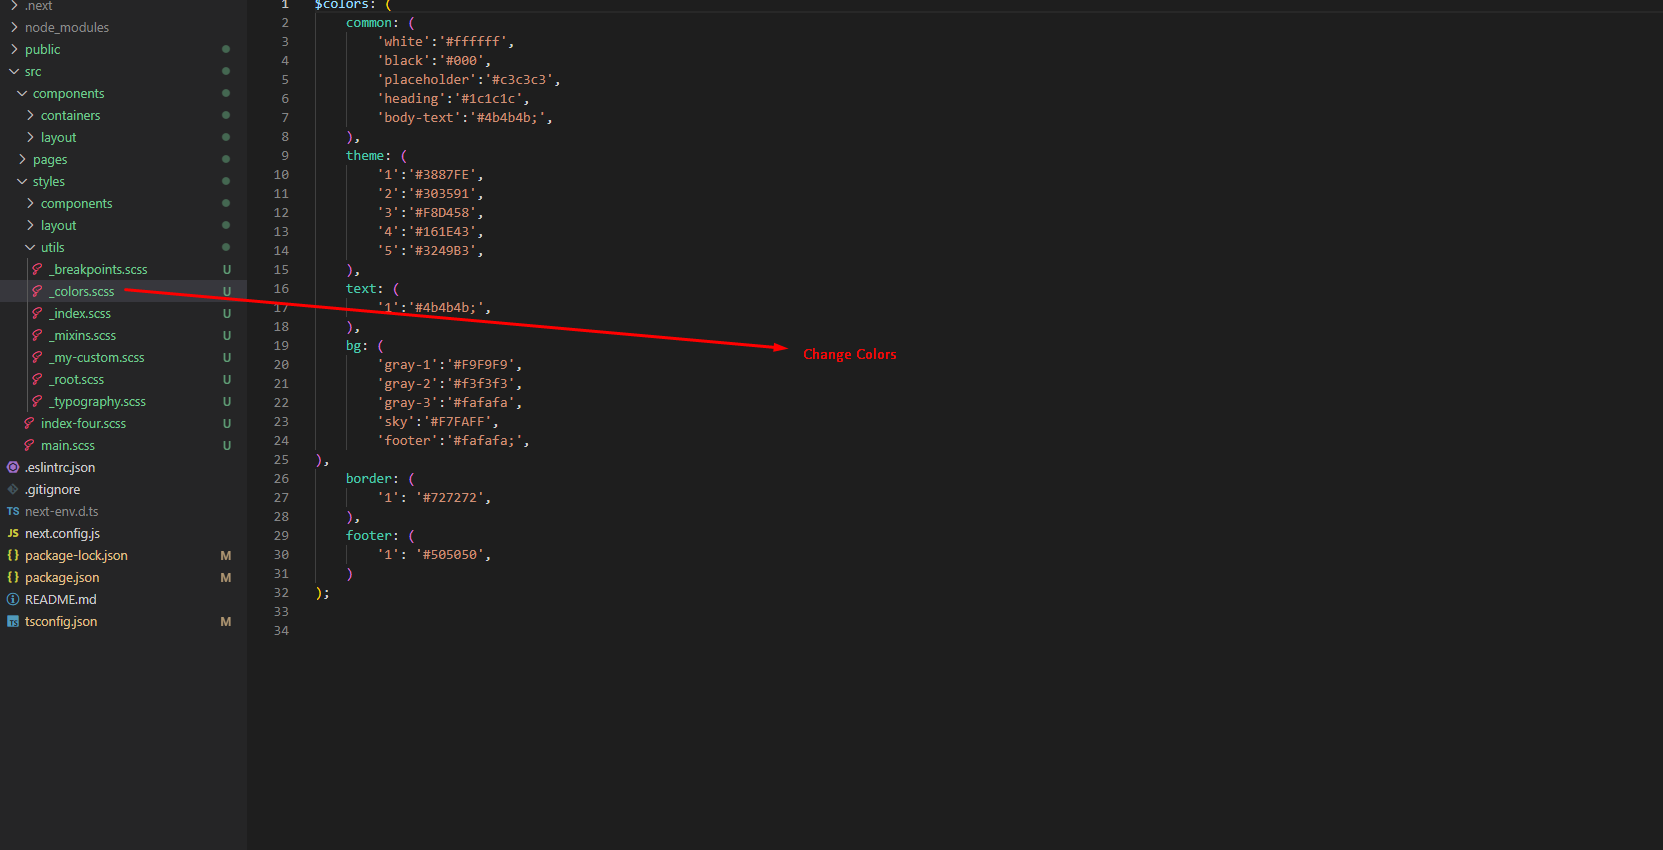 .next
node_modules
public
src
components
containers
layout
pages
styles
components
layout
utils
_breakpoints.scss U
_colors.scss U
_index.scss U
_mixins.scss U
_my-custom.scss U
_root.scss U
_typography.scss U
index-four.scss U
main.scss U
.eslintrc.json
.gitignore
TS next-env.d.ts
JS next.config.js
{} package-lock.json M
{} package.json M
README.md
TS tsconfig.json M
1 $colors: (
2 common: (
3 'white':'#ffffff',
4 'black':'#000',
5 'placeholder':'#c3c3c3',
6 'heading':'#1c1c1c',
7 'body-text':'#4b4b4b;',
8 ),
9 theme: (
10 '1':'#3887FE',
11 '2':'#303591',
12 '3':'#F8D458',
13 '4':'#161E43',
14 '5':'#3249B3',
15 ),
16 text: (
17 '1':'#4b4b4b;',
18 ),
19 bg: (
20 'gray-1':'#F9F9F9',
21 'gray-2':'#f3f3f3',
22 'gray-3':'#fafafa',
23 'sky':'#F7FAFF',
24 'footer':'#fafafa;',
25 ),
26 border: (
27 '1': '#727272',
28 ),
29 footer: (
30 '1': '#505050',
31 )
32 );
33
34
Change Colors